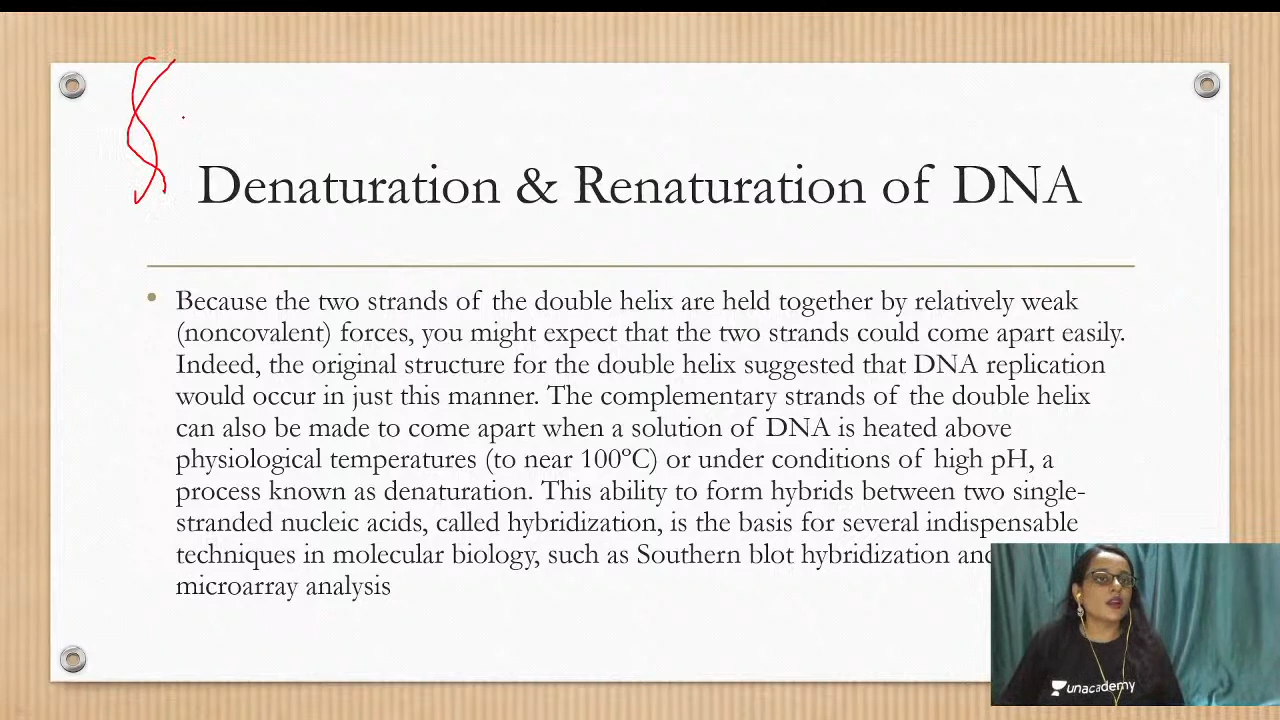 Denaturation & Renaturation of DNA
• Because the two strands of the double helix are held together by relatively weak
(noncovalent) forces, you might expect that the two strands could come apart easily.
Indeed, the original structure for the double helix suggested that DNA replication
would occur in just this manner. The complementary strands of the double helix
can also be made to come apart when a solution of DNA is heated above
physiological temperatures (to near 100ºC) or under conditions of high pH, a
process known as denaturation. This ability to form hybrids between two single-
stranded nucleic acids, called hybridization, is the basis for several indispensable
techniques in molecular biology, such as Southern blot hybridization and
microarray analysis
unacademy